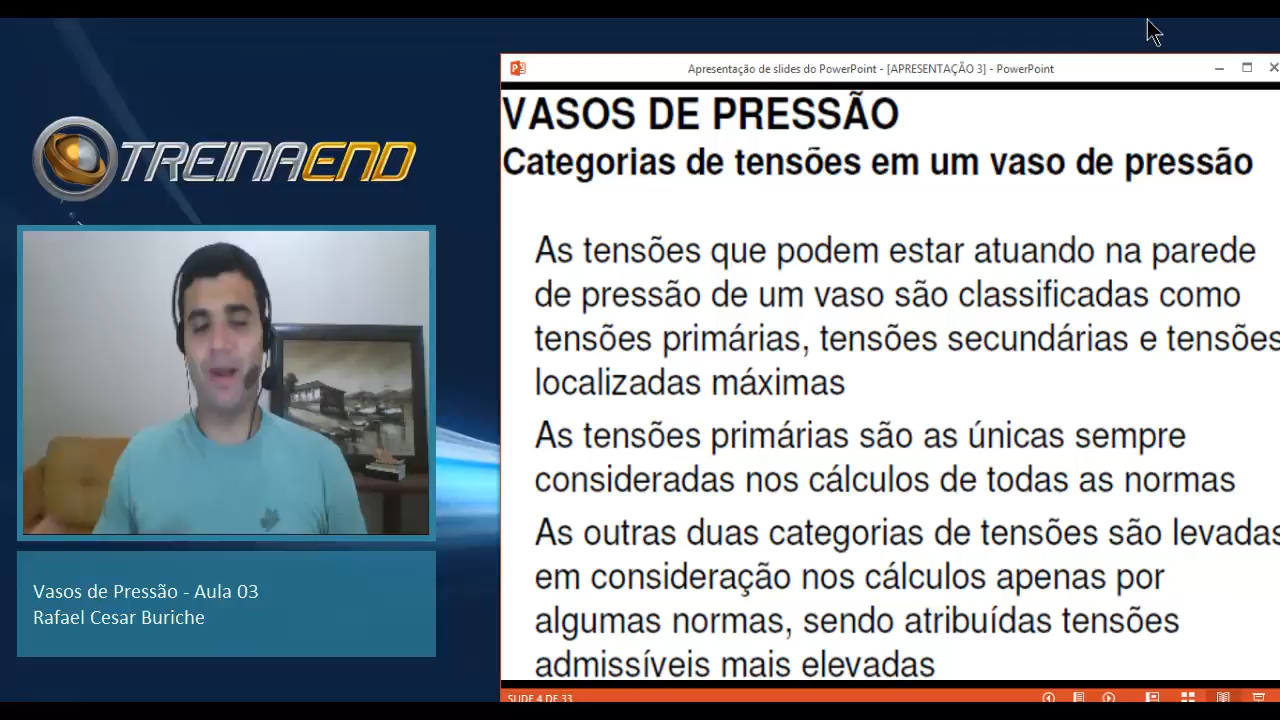 Apresentação de slides do PowerPoint - [APRESENTAÇÃO 3] - PowerPoint
TREINAEND
VASOS DE PRESSÃO
Categorias de tensões em um vaso de pressão
As tensões que podem estar atuando na parede
de pressão de um vaso são classificadas como
tensões primárias, tensões secundárias e tensões
localizadas máximas
As tensões primárias são as únicas sempre
consideradas nos cálculos de todas as normas
As outras duas categorias de tensões são levadas
em consideração nos cálculos apenas por
algumas normas, sendo atribuídas tensões
admissíveis mais elevadas
Vasos de Pressão - Aula 03
Rafael Cesar Buriche
SLIDE 4 DE 33